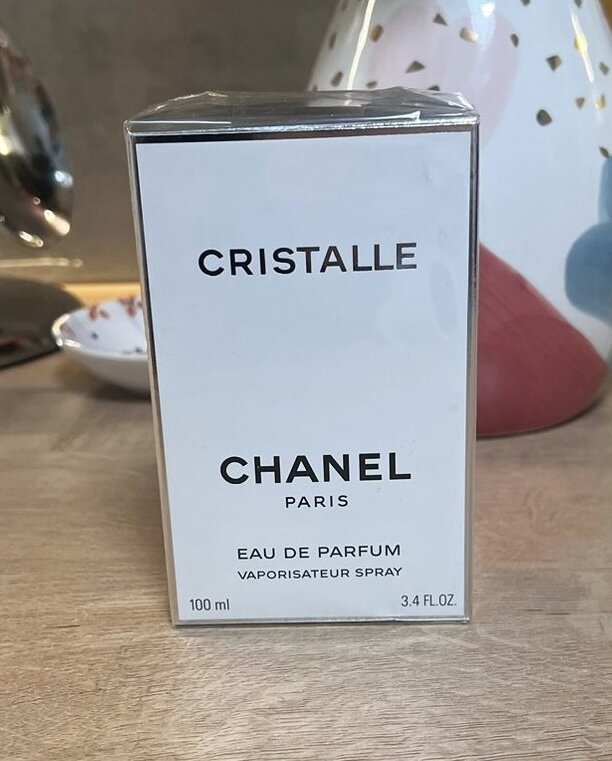 CRISTALLE
CHANEL
PARIS
EAU DE PARFUM
VAPORISATEUR SPRAY
100 ml 3.4 FL.OZ.